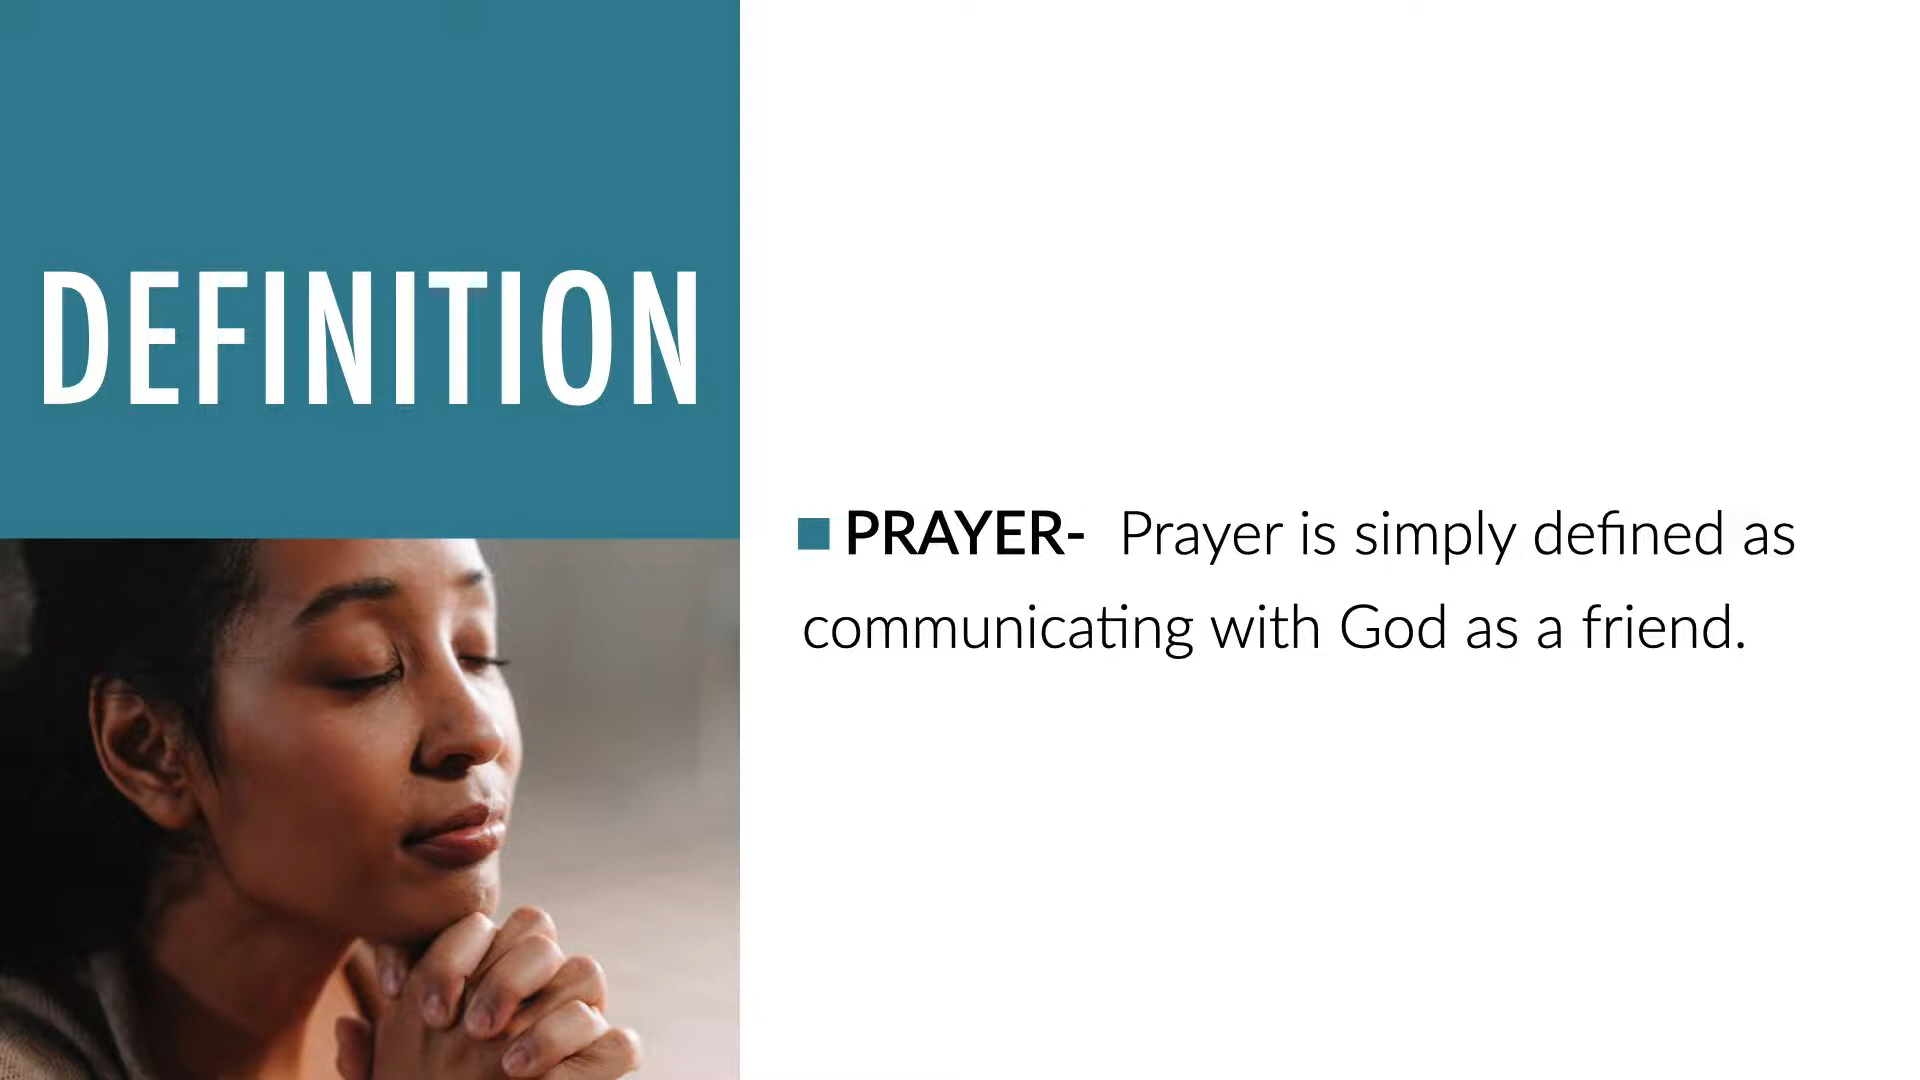 DEFINITION
PRAYER- Prayer is simply defined as
communicating with God as a friend.